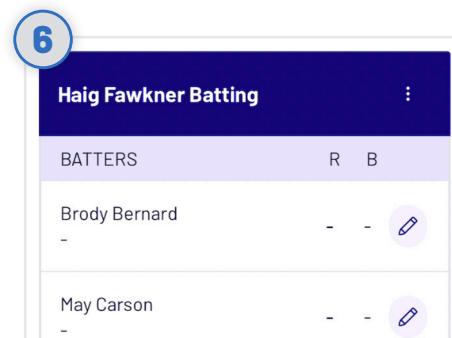 6
Haig Fawkner Batting
BATTERS R B
Brody Bernard
- - -
May Carson
- - -